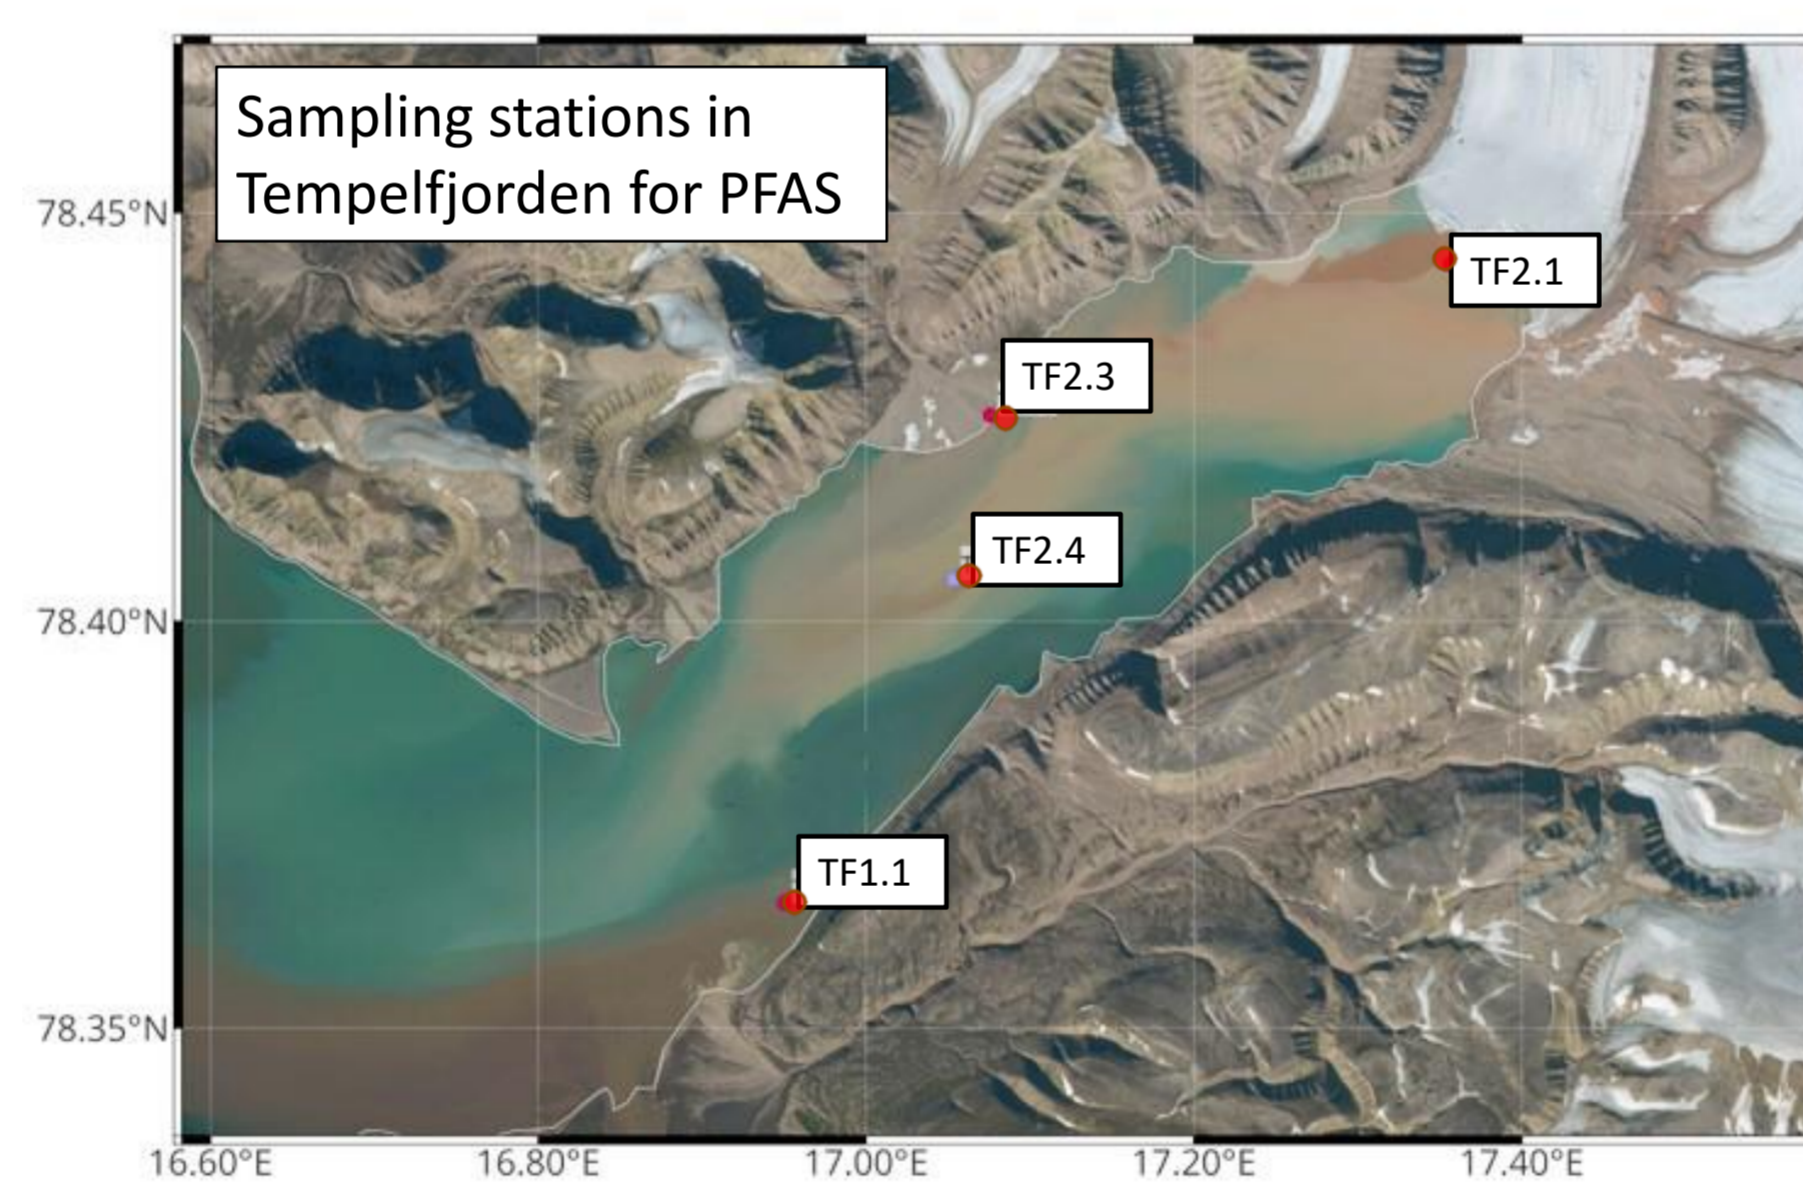 Sampling stations in
Tempelfjorden for PFAS
78.45°N
TF2.1
TF2.3
TF2.4
78.40°N
TF1.1
78.35°N
16.60°E 16.80°E 17.00°E 17.20°E 17.40°E